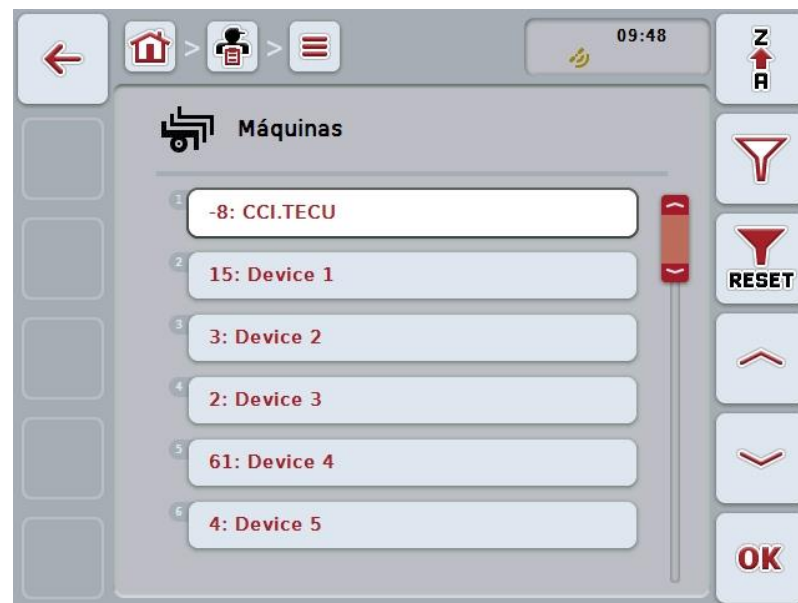 > >
09:48
Z
A
Máquinas
1
-8: CCI.TECU
2
15: Device 1
RESET
3
3: Device 2
4
2: Device 3
5
61: Device 4
6
4: Device 5
OK